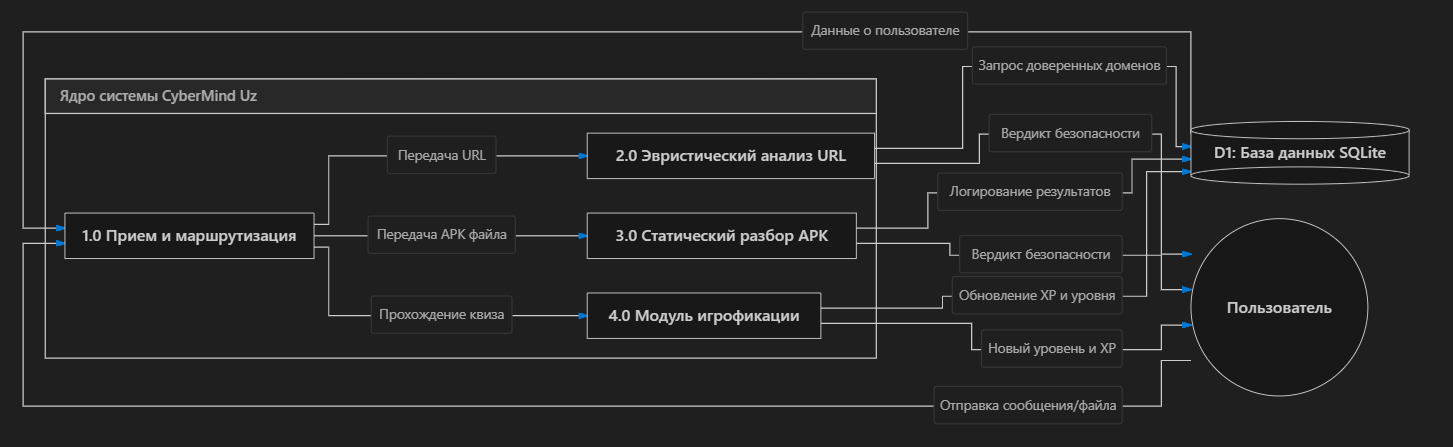 Данные о пользователе
Запрос доверенных доменов
Ядро системы CyberMind Uz
Вердикт безопасности
Передача URL
2.0 Эвристический анализ URL
D1: База данных SQLite
Логирование результатов
1.0 Прием и маршрутизация
Передача APK файла
3.0 Статический разбор APK
Вердикт безопасности
Обновление XP и уровня
Прохождение квиза
4.0 Модуль игрофикации
Пользователь
Новый уровень и XP
Отправка сообщения/файла